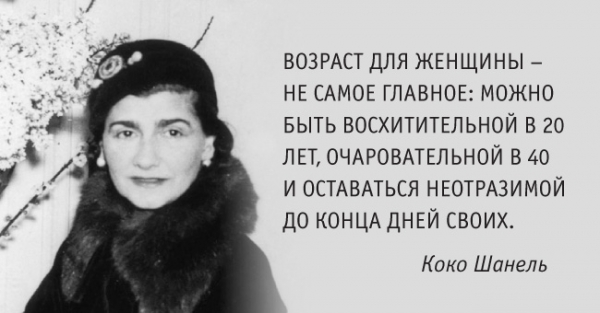 ВОЗРАСТ ДЛЯ ЖЕНЩИНЫ –
НЕ САМОЕ ГЛАВНОЕ: МОЖНО
БЫТЬ ВОСХИТИТЕЛЬНОЙ В 20
ЛЕТ, ОЧАРОВАТЕЛЬНОЙ В 40
И ОСТАВАТЬСЯ НЕОТРАЗИМОЙ
ДО КОНЦА ДНЕЙ СВОИХ.
Коко Шанель